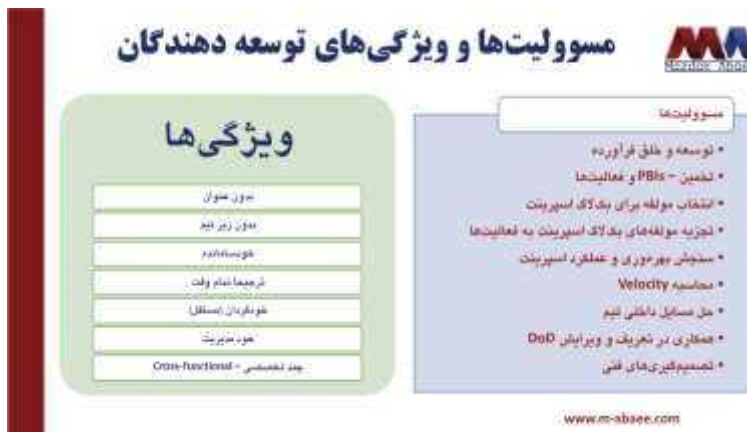 مسوولیت‌ها و ویژگی‌های توسعه دهندگان
مسوولیت‌ها
• توسعه و خلق فرآورده
• تخمین – PBIs و فعالیت‌ها
• انتخاب مولفه برای بک‌لاگ اسپرینت
• تجزیه مولفه‌های بک‌لاگ اسپرینت به فعالیت‌ها
• سنجش بهره‌وری و عملکرد اسپرینت
• محاسبه Velocity
• حل مسایل داخلی تیم
• همکاری در تعریف و ویرایش DoD
• تصمیم‌گیری‌های فنی
ویژگی‌ها
بدون عنوان
بدون زیر تیم
خودسامانده
ترجیحا تمام وقت
خودگردان (مستقل)
خود مدیریت
چند تخصصی – Cross-functional
www.m-abaee.com